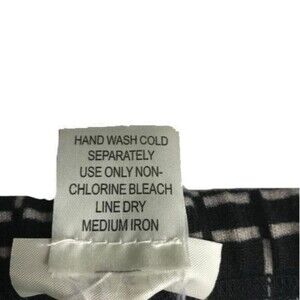 HAND WASH COLD
SEPARATELY
USE ONLY NON-
CHLORINE BLEACH
LINE DRY
MEDIUM IRON